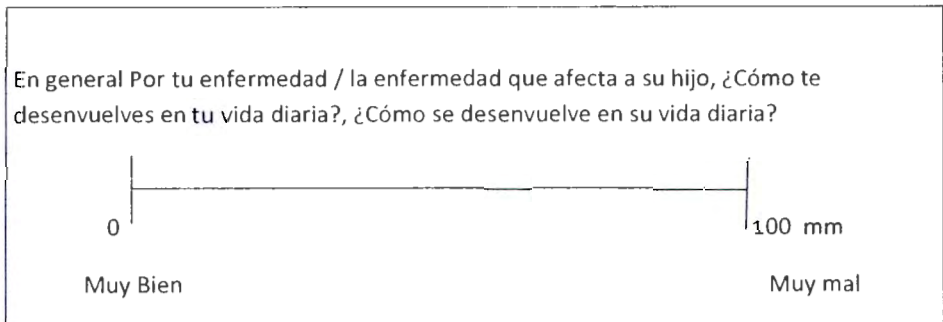 En general Por tu enfermedad / la enfermedad que afecta a su hijo, ¿Cómo te
desenvuelves en tu vida diaria?, ¿Cómo se desenvuelve en su vida diaria?
0 100 mm
Muy Bien Muy mal